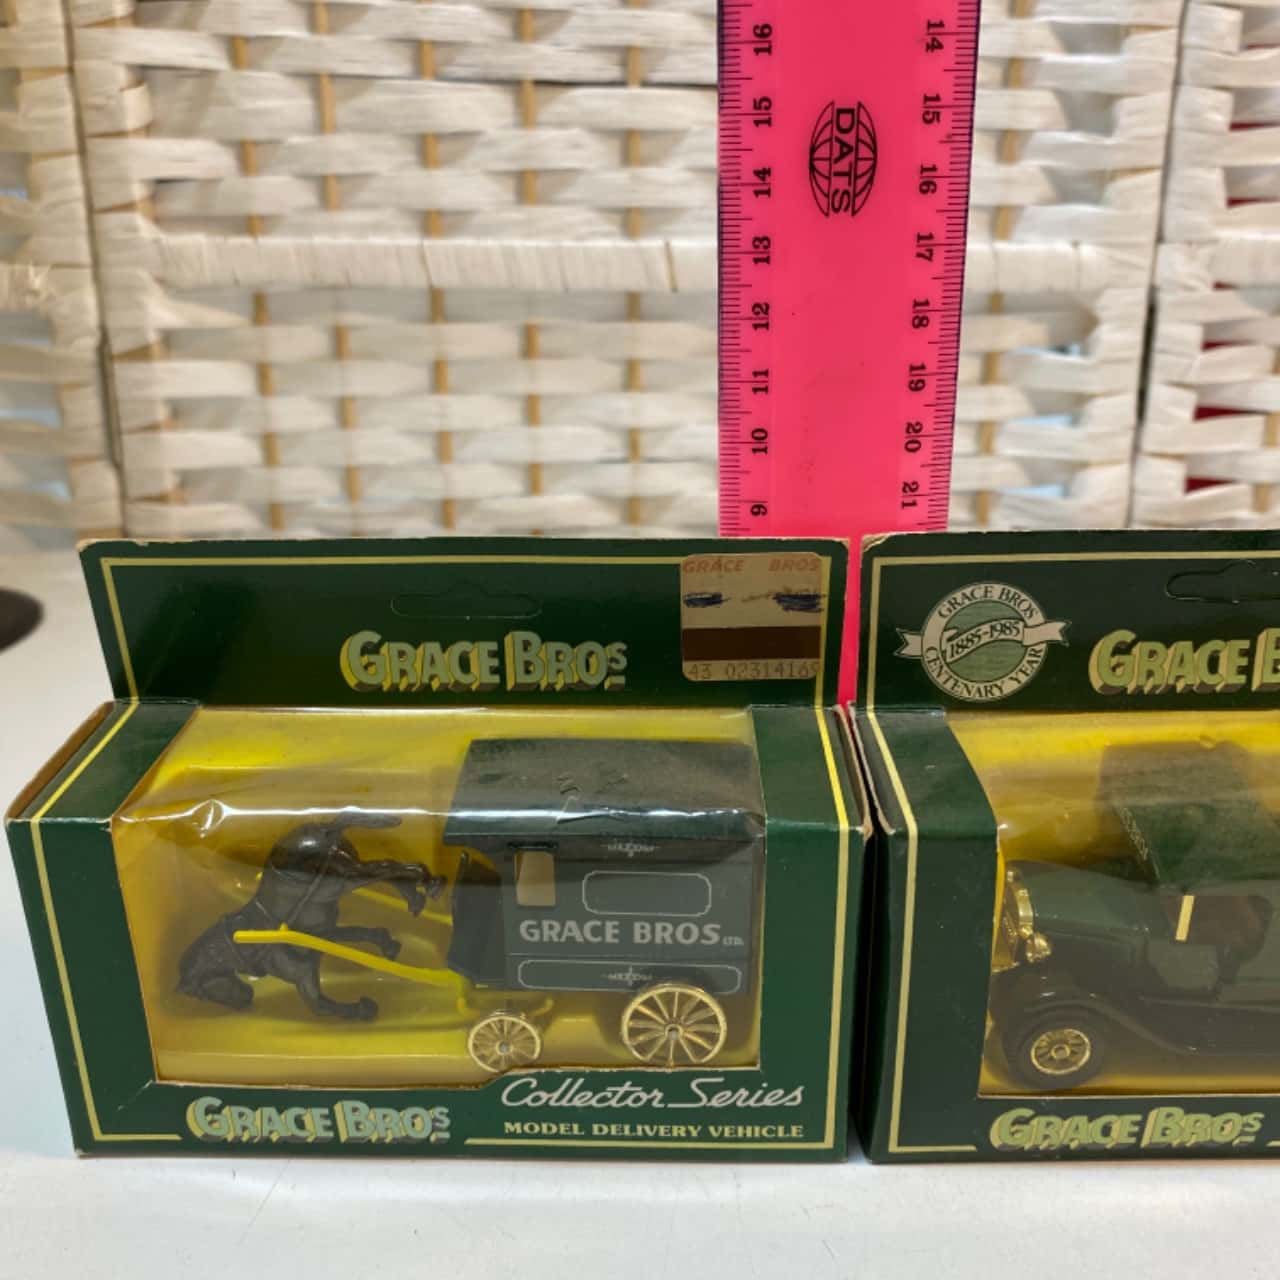 16 14
15 15
14 16
13 17
12 18
11 19
10 20
9 21
DATS
GRACE BROS
GRACE BROS
43 0231416
GRACE BROS LTD.
Collector Series
GRACE BROS
MODEL DELIVERY VEHICLE
GRACE BROS
1885-1985
CENTENARY YEAR
GRACE B
GRACE BROS